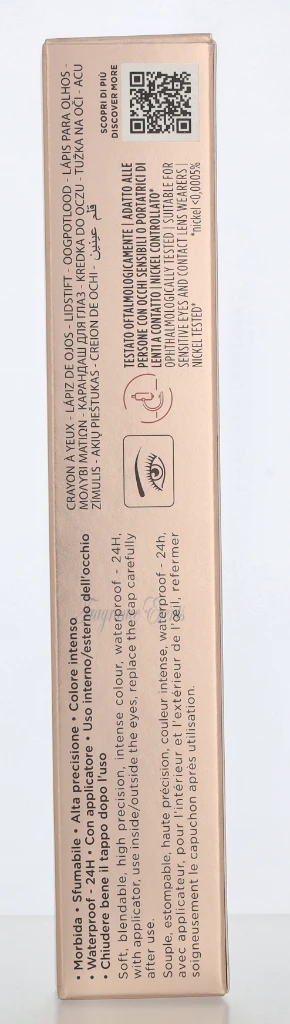 • Morbida • Sfumabile • Alta precisione • Colore intenso
• Waterproof - 24H • Con applicatore • Uso interno/esterno dell'occhio
• Chiudere bene il tappo dopo l'uso
Soft, blendable, high precision, intense colour, waterproof - 24H,
with applicator, use inside/outside the eyes, replace the cap carefully
after use.
Souple, estompable, haute précision, couleur intense, waterproof - 24h,
avec applicateur, pour l'intérieur et l'extérieur de l'œil, refermer
soigneusement le capuchon après utilisation.
CRAYON À YEUX - LÁPIZ DE OJOS - LIDSTIFT - OOGPOTLOOD - LÁPIS PARA OLHOS -
ΜΟΛΥΒΙ ΜΑΤΙΩΝ - КАРАНДАШ ДЛЯ ГЛАЗ - KREDKA DO OCZU - TUŽKA NA OČI - ACU
ZĪMULIS - AKIŲ PIEŠTUKAS - CREION DE OCHI - قلم عينين
TESTATO OFTALMOLOGICAMENTE | ADATTO ALLE
PERSONE CON OCCHI SENSIBILI O PORTATRICI DI
LENTI A CONTATTO | NICKEL CONTROLLATO*
OPHTHALMOLOGICALLY TESTED | SUITABLE FOR
SENSITIVE EYES AND CONTACT LENS WEARERS |
NICKEL TESTED*
*nickel <0,0005%
SCOPRI DI PIÙ
DISCOVER MORE